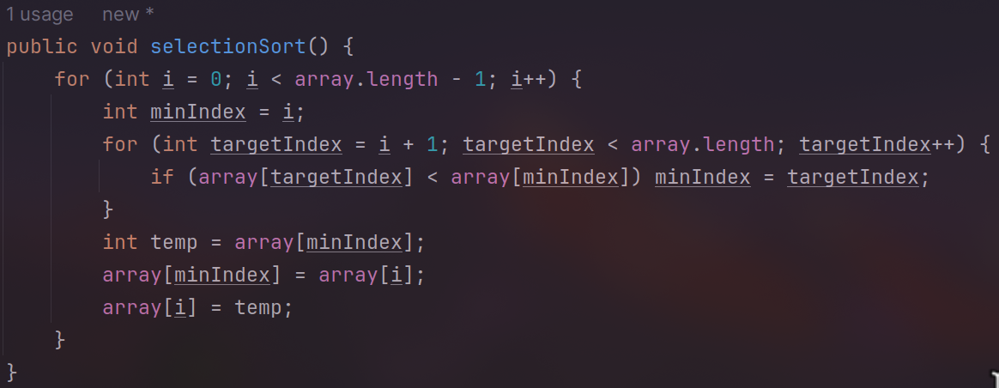 1 usage new *
public void selectionSort() {
    for (int i = 0; i < array.length - 1; i++) {
        int minIndex = i;
        for (int targetIndex = i + 1; targetIndex < array.length; targetIndex++) {
            if (array[targetIndex] < array[minIndex]) minIndex = targetIndex;
        }
        int temp = array[minIndex];
        array[minIndex] = array[i];
        array[i] = temp;
    }
}